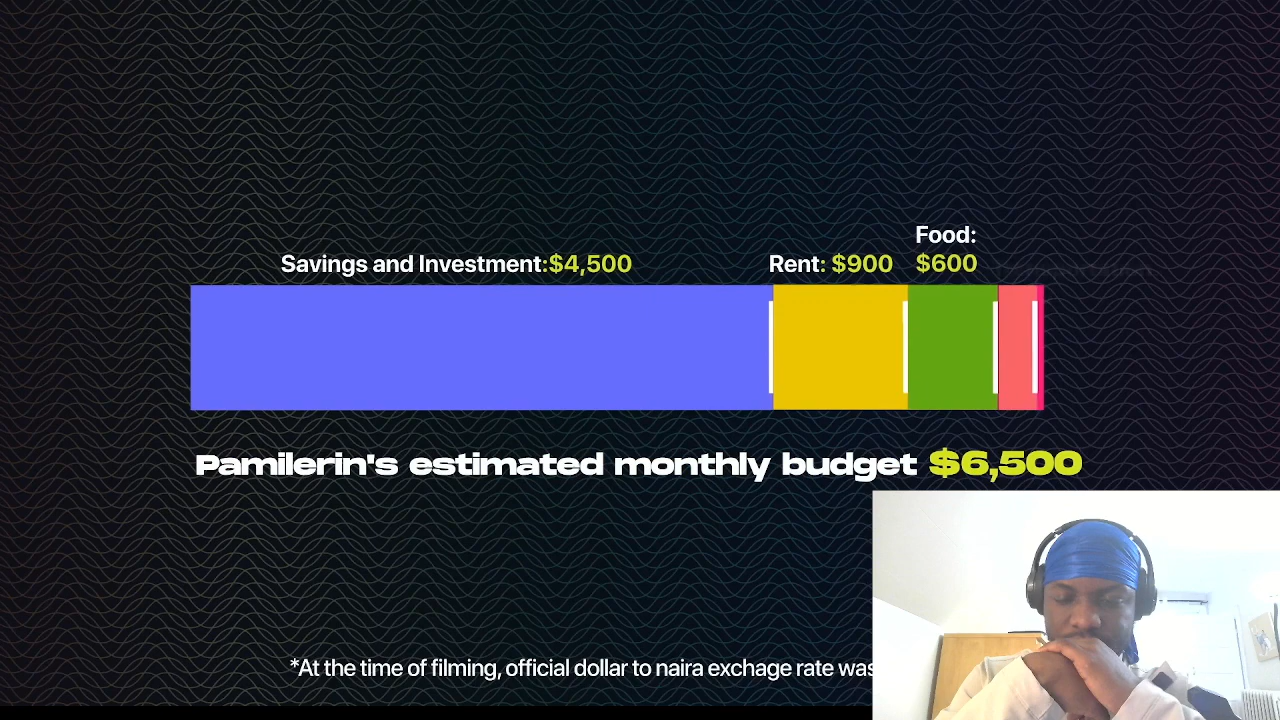 Food:
Savings and Investment:$4,500 Rent: $900 $600
Pamilerin's estimated monthly budget $6,500
*At the time of filming, official dollar to naira exchage rate was